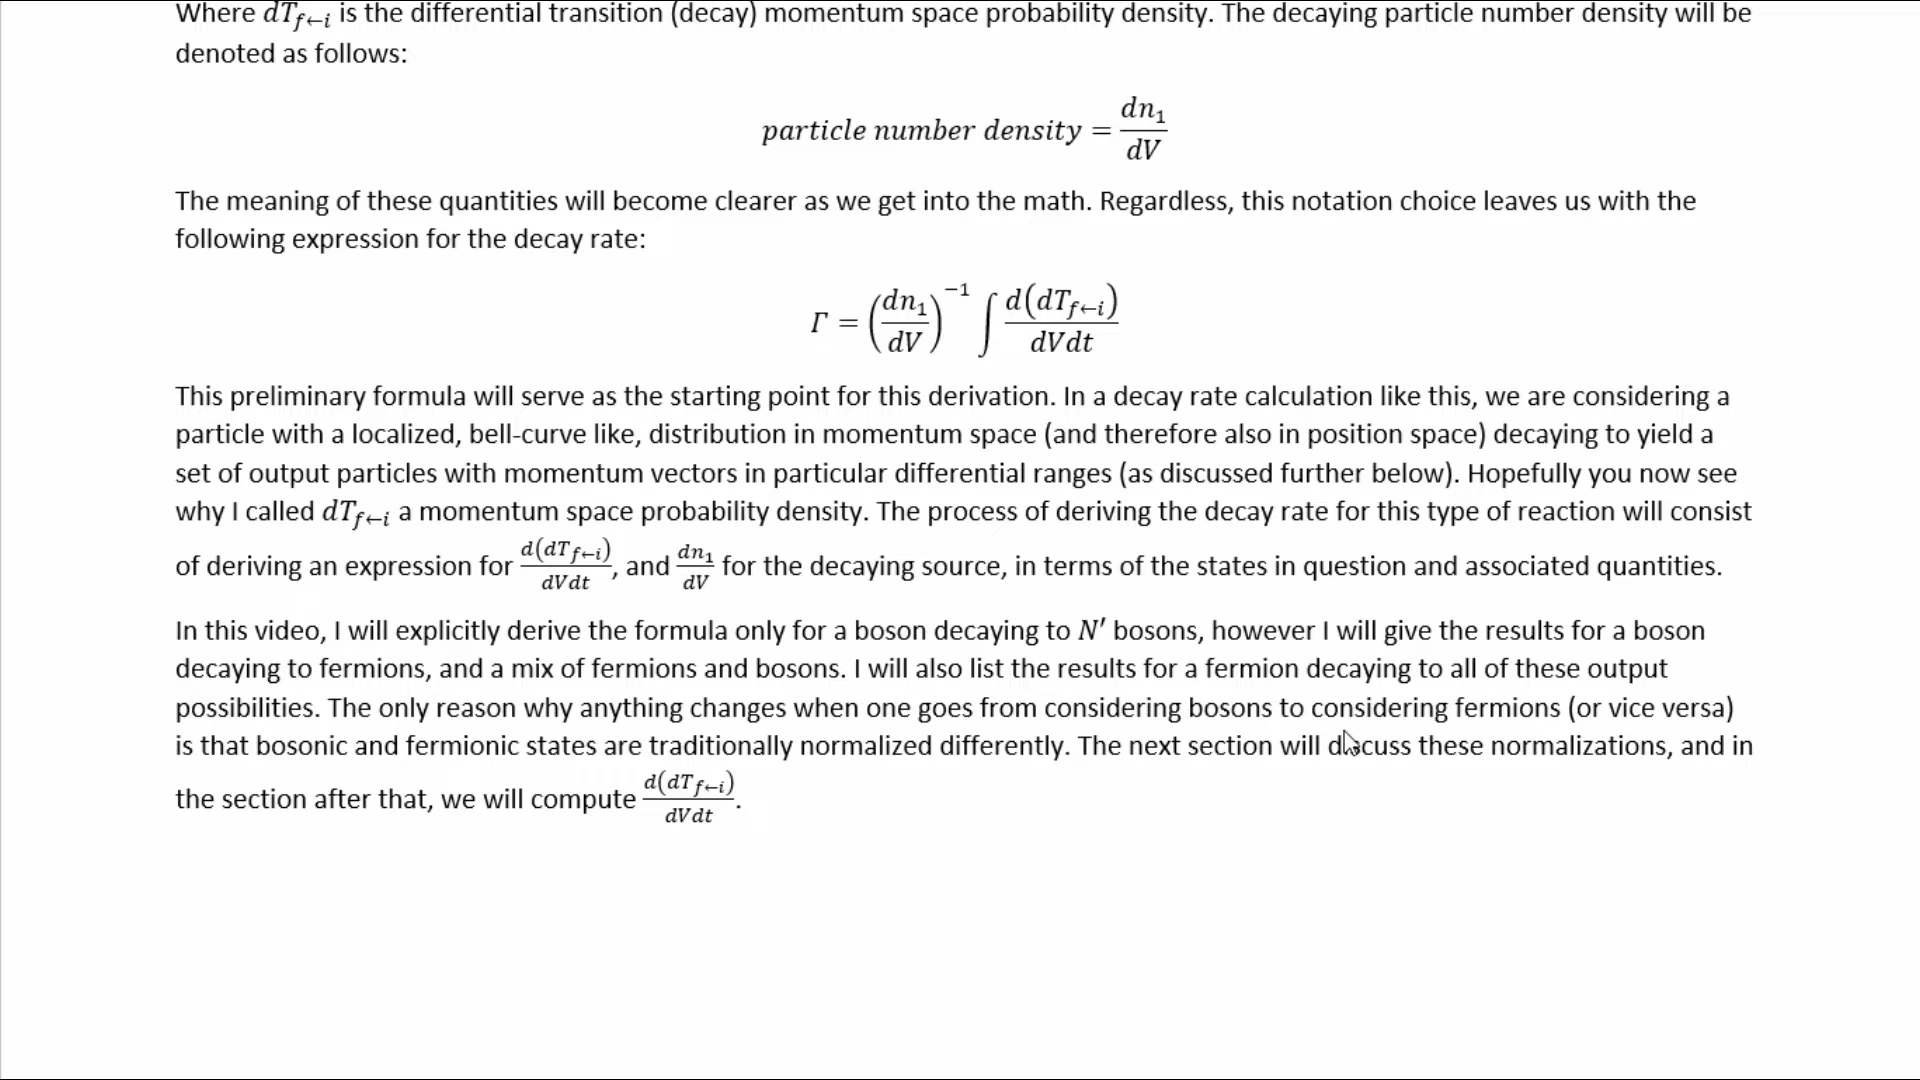 Where dT_{f←i} is the differential transition (decay) momentum space probability density. The decaying particle number density will be
denoted as follows:
particle number density = dn₁/dV
The meaning of these quantities will become clearer as we get into the math. Regardless, this notation choice leaves us with the
following expression for the decay rate:
Γ = (dn₁/dV)⁻¹ ∫ d(dT_{f←i})/dVdt
This preliminary formula will serve as the starting point for this derivation. In a decay rate calculation like this, we are considering a
particle with a localized, bell-curve like, distribution in momentum space (and therefore also in position space) decaying to yield a
set of output particles with momentum vectors in particular differential ranges (as discussed further below). Hopefully you now see
why I called dT_{f←i} a momentum space probability density. The process of deriving the decay rate for this type of reaction will consist
of deriving an expression for d(dT_{f←i})/dVdt, and dn₁/dV for the decaying source, in terms of the states in question and associated quantities.
In this video, I will explicitly derive the formula only for a boson decaying to N′ bosons, however I will give the results for a boson
decaying to fermions, and a mix of fermions and bosons. I will also list the results for a fermion decaying to all of these output
possibilities. The only reason why anything changes when one goes from considering bosons to considering fermions (or vice versa)
is that bosonic and fermionic states are traditionally normalized differently. The next section will discuss these normalizations, and in
the section after that, we will compute d(dT_{f←i})/dVdt.